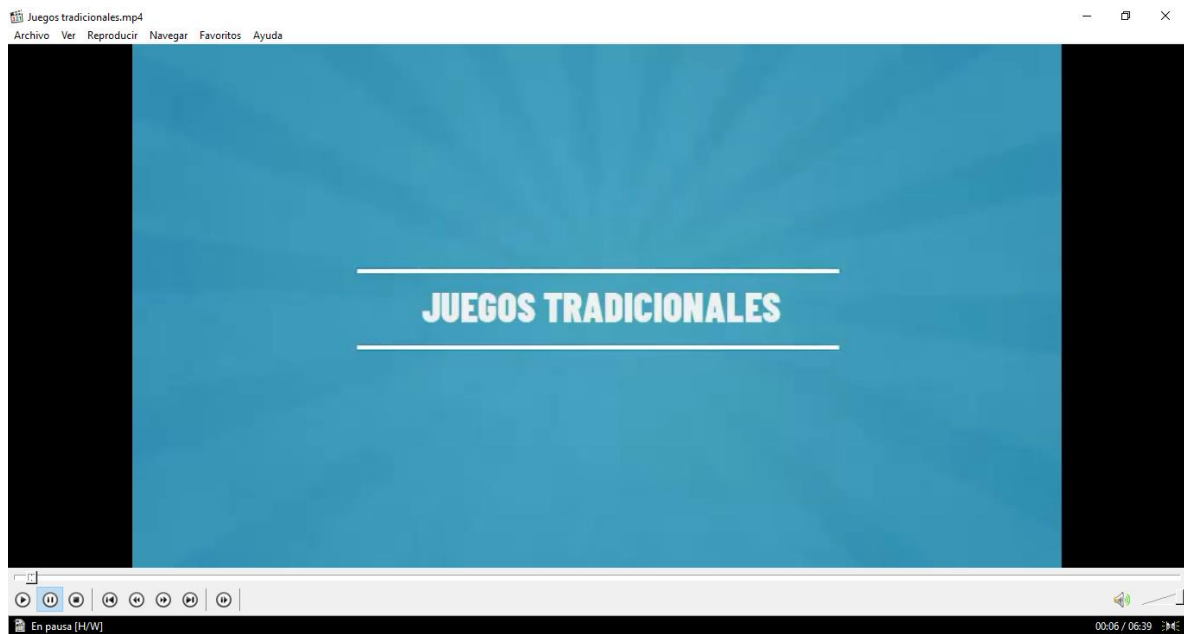 Juegos tradicionales.mp4
Archivo Ver Reproducir Navegar Favoritos Ayuda
JUEGOS TRADICIONALES
En pausa [H/W]
00:06 / 06:39